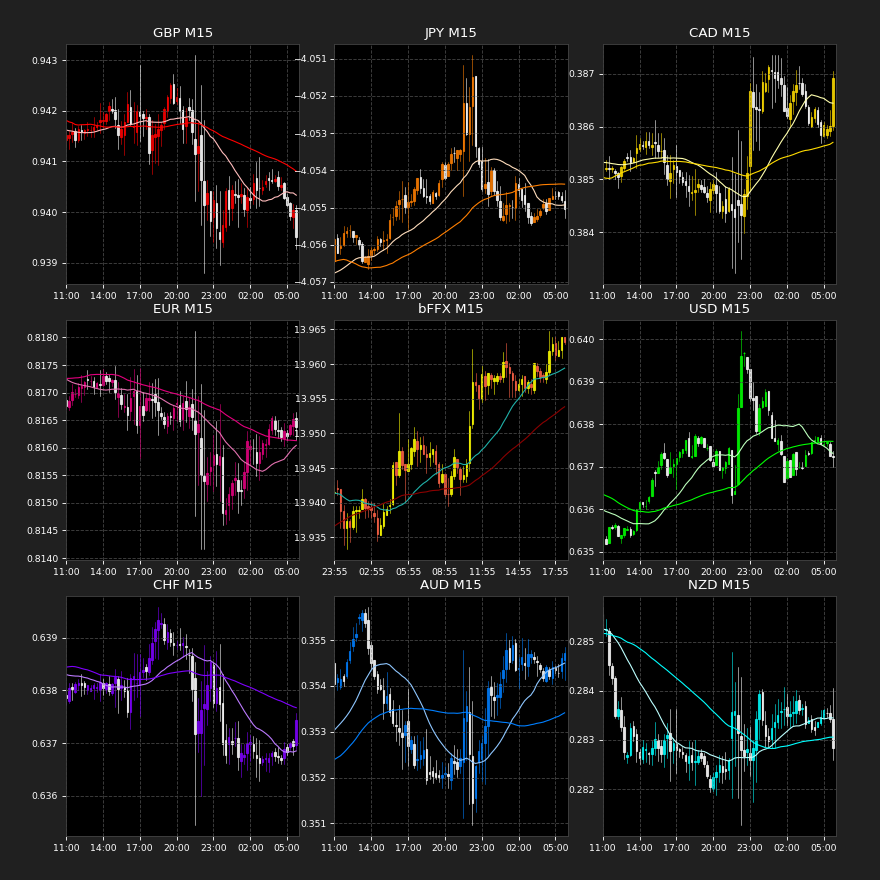 GBP M15
0.943
0.942
0.941
0.940
0.939
11:00 14:00 17:00 20:00 23:00 02:00 05:00
JPY M15
−4.051
−4.052
−4.053
−4.054
−4.055
−4.056
−4.057
11:00 14:00 17:00 20:00 23:00 02:00 05:00
CAD M15
0.387
0.386
0.385
0.384
11:00 14:00 17:00 20:00 23:00 02:00 05:00
EUR M15
0.8180
0.8175
0.8170
0.8165
0.8160
0.8155
0.8150
0.8145
0.8140
11:00 14:00 17:00 20:00 23:00 02:00 05:00
bFFX M15
13.965
13.960
13.955
13.950
13.945
13.940
13.935
23:55 02:55 05:55 08:55 11:55 14:55 17:55
USD M15
0.640
0.639
0.638
0.637
0.636
0.635
11:00 14:00 17:00 20:00 23:00 02:00 05:00
CHF M15
0.639
0.638
0.637
0.636
11:00 14:00 17:00 20:00 23:00 02:00 05:00
AUD M15
0.355
0.354
0.353
0.352
0.351
11:00 14:00 17:00 20:00 23:00 02:00 05:00
NZD M15
0.285
0.284
0.283
0.282
11:00 14:00 17:00 20:00 23:00 02:00 05:00